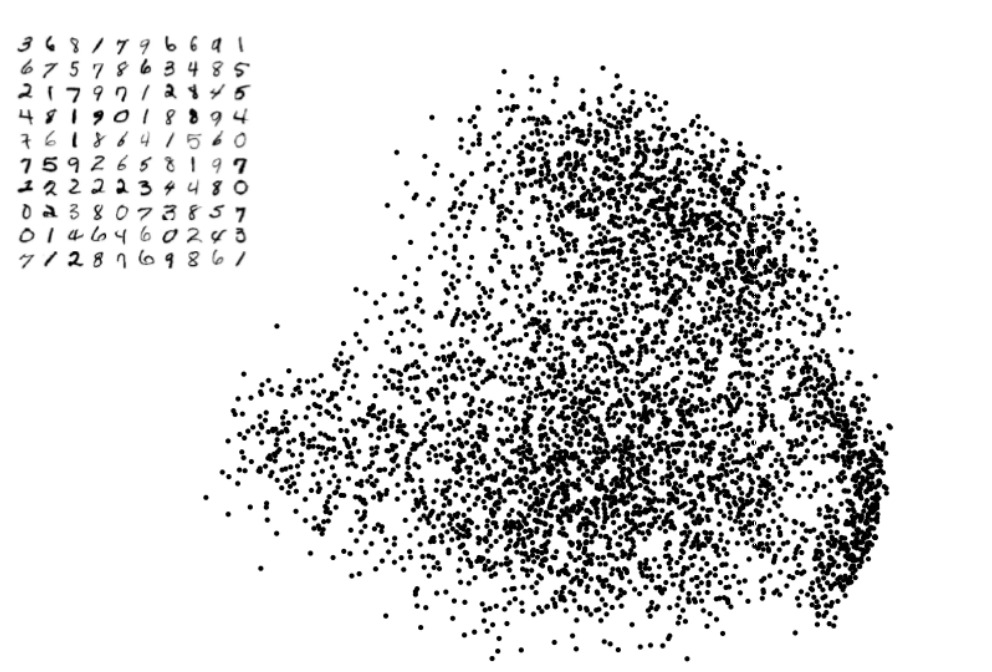 3 6 8 1 7 9 6 6 9 1
6 7 5 7 8 6 3 4 8 5
2 1 7 9 7 1 2 8 4 5
4 8 1 9 0 1 8 8 9 4
7 6 1 8 6 4 1 5 6 0
7 5 9 2 6 5 8 1 9 7
2 2 2 2 2 3 4 4 8 0
0 2 3 8 0 7 3 8 5 7
0 1 4 6 4 6 0 2 4 3
7 1 2 8 7 6 9 8 6 1